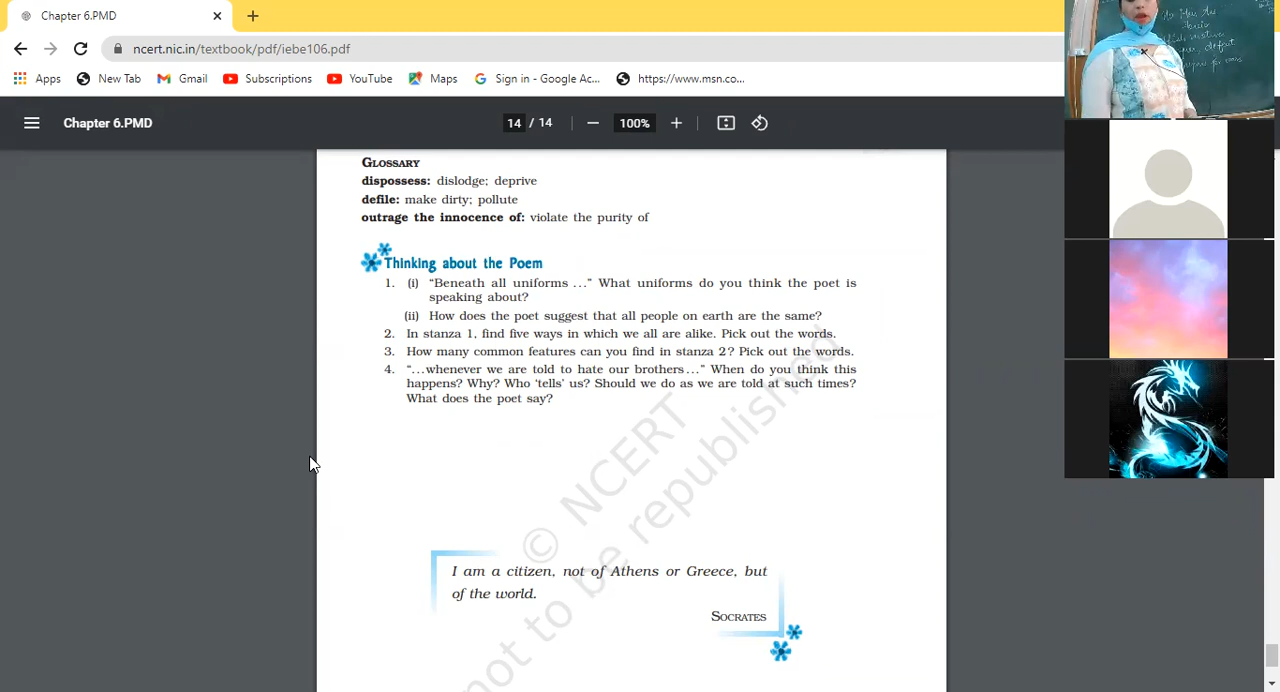 Chapter 6.PMD
ncert.nic.in/textbook/pdf/iebe106.pdf
Apps New Tab Gmail Subscriptions YouTube Maps Sign in - Google Ac... https://www.msn.co...
Chapter 6.PMD 14 / 14 100%
GLOSSARY
dispossess: dislodge; deprive
defile: make dirty; pollute
outrage the innocence of: violate the purity of
Thinking about the Poem
1. (i) “Beneath all uniforms ...” What uniforms do you think the poet is
speaking about?
(ii) How does the poet suggest that all people on earth are the same?
2. In stanza 1, find five ways in which we all are alike. Pick out the words.
3. How many common features can you find in stanza 2? Pick out the words.
4. “...whenever we are told to hate our brothers ...” When do you think this
happens? Why? Who ‘tells’ us? Should we do as we are told at such times?
What does the poet say?
© NCERT
not to be republished
I am a citizen, not of Athens or Greece, but
of the world.
SOCRATES